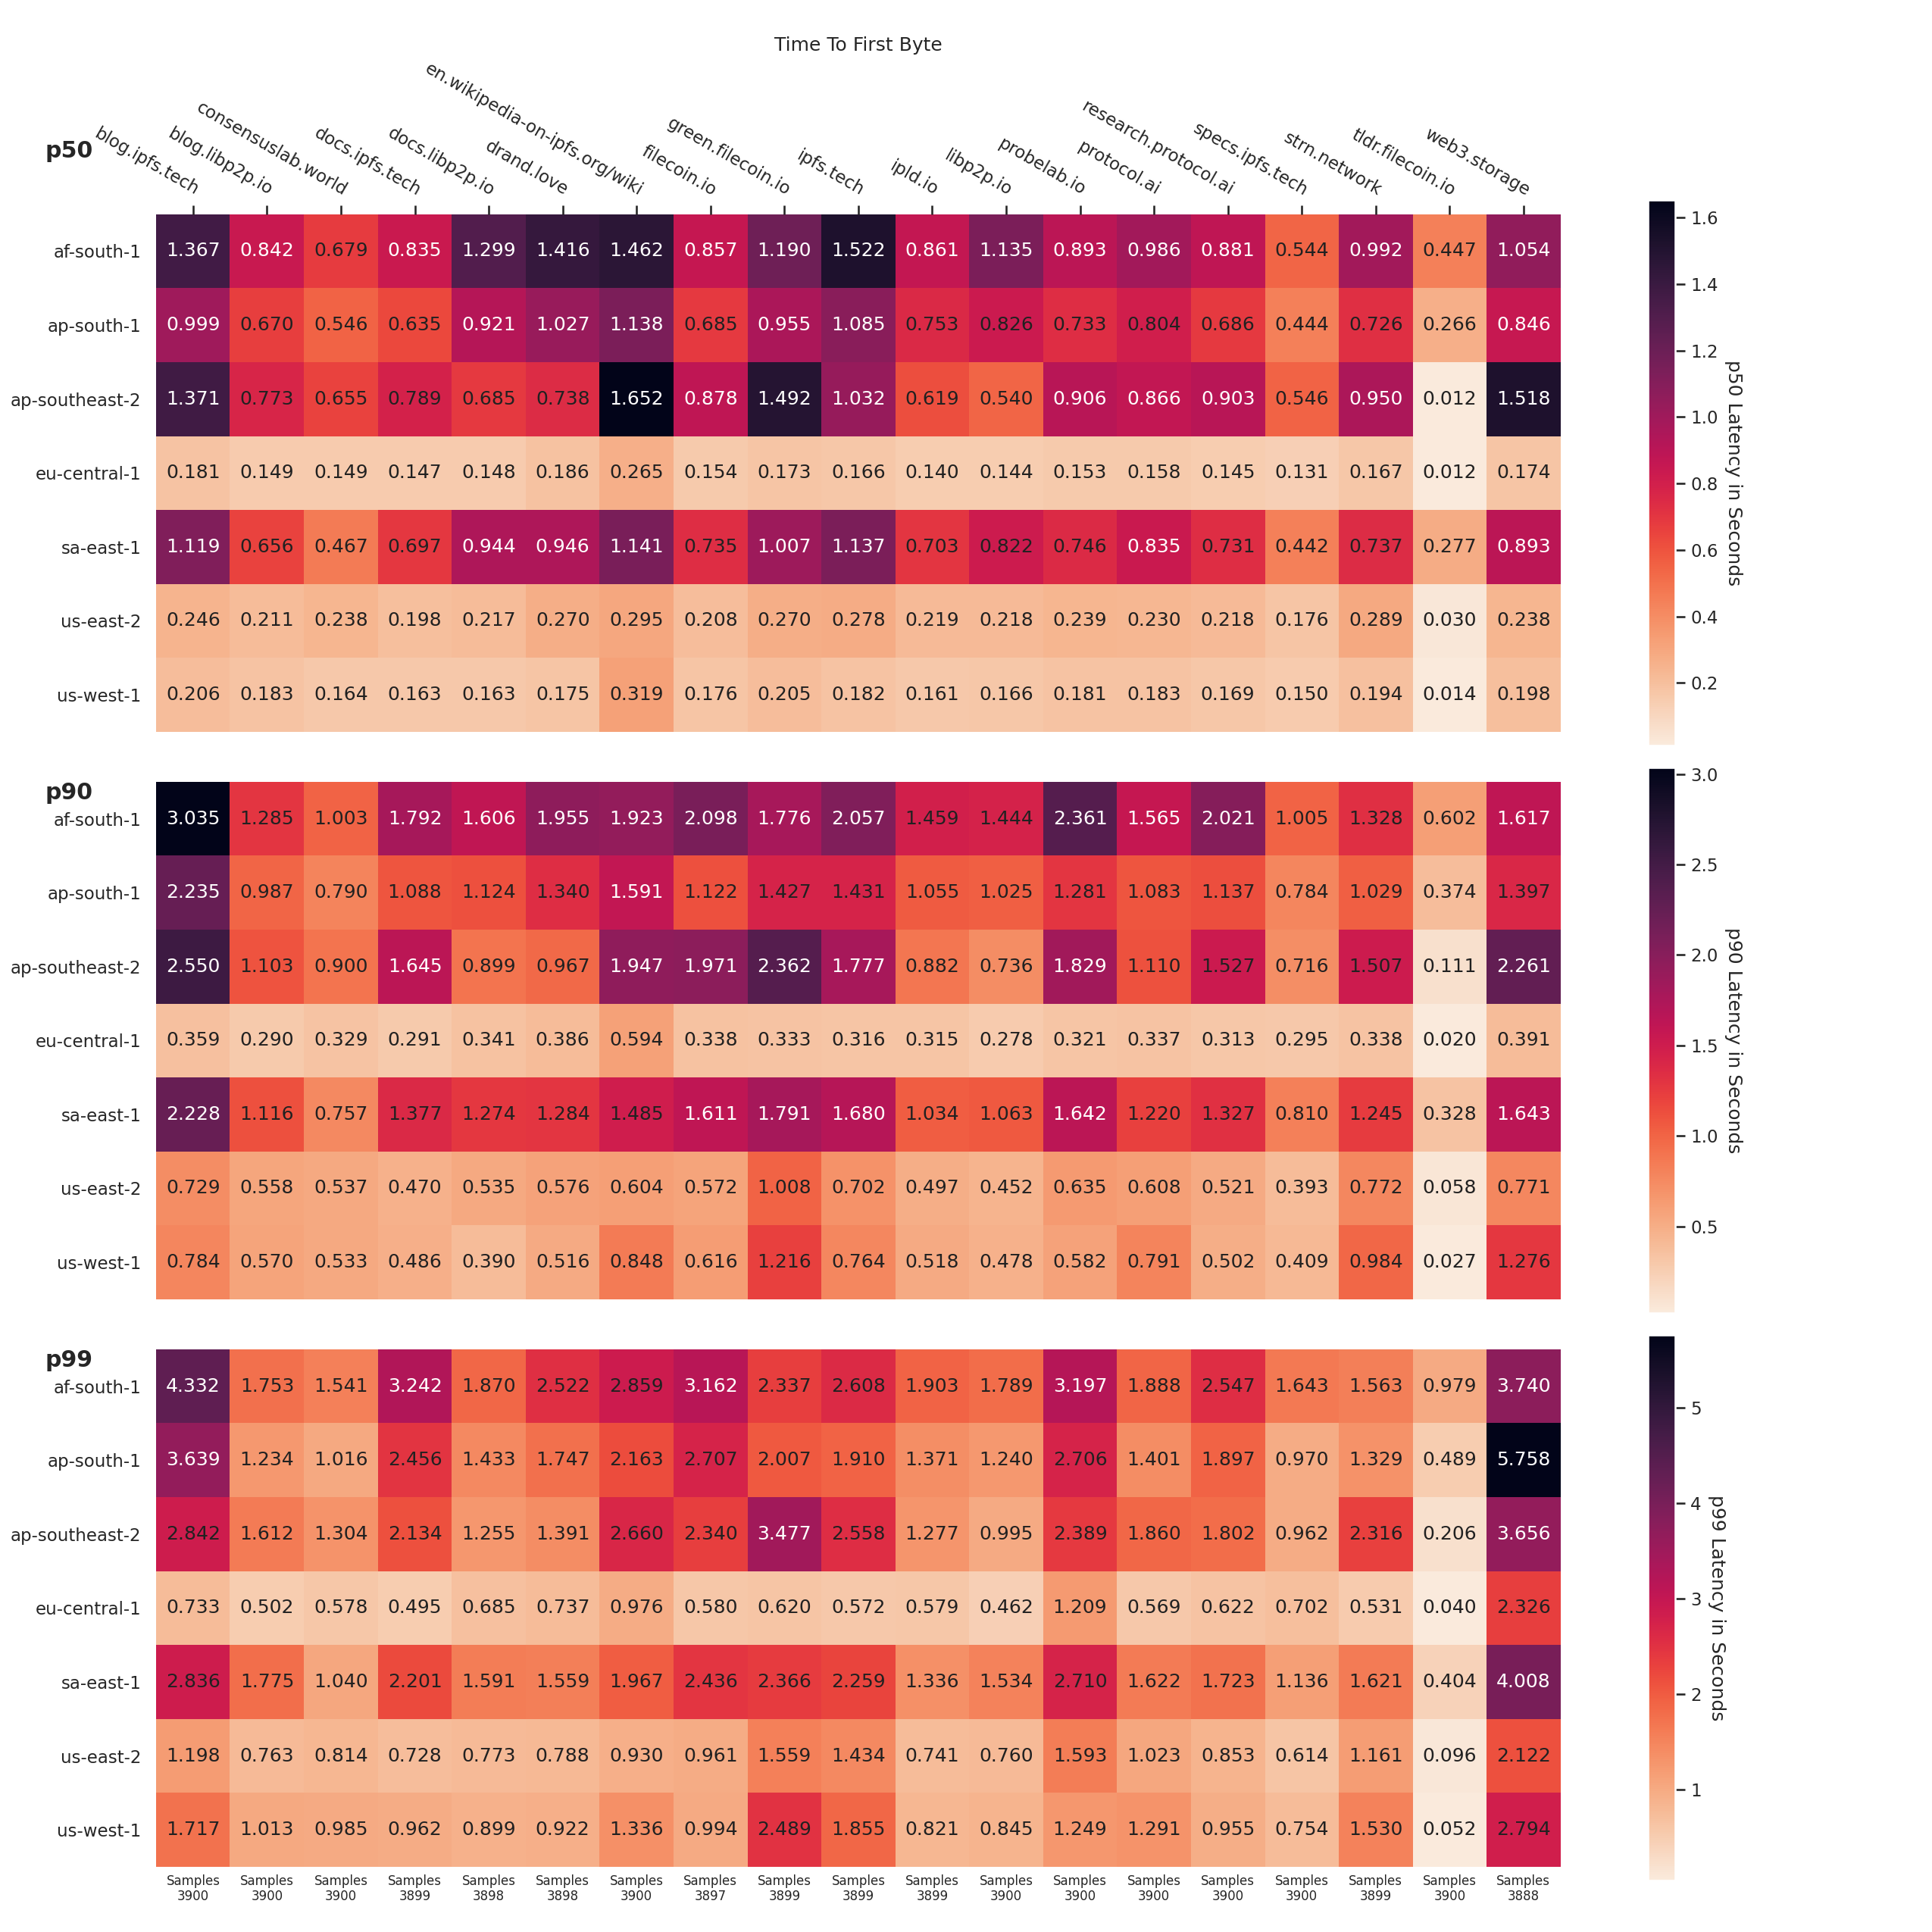 Time To First Byte
blog.ipfs.tech
blog.libp2p.io
consensuslab.world
docs.ipfs.tech
docs.libp2p.io
drand.love
en.wikipedia-on-ipfs.org/wiki
filecoin.io
green.filecoin.io
ipfs.tech
ipld.io
libp2p.io
probelab.io
protocol.ai
research.protocol.ai
specs.ipfs.tech
strn.network
tldr.filecoin.io
web3.storage
p50
af-south-1 1.367 0.842 0.679 0.835 1.299 1.416 1.462 0.857 1.190 1.522 0.861 1.135 0.893 0.986 0.881 0.544 0.992 0.447 1.054
ap-south-1 0.999 0.670 0.546 0.635 0.921 1.027 1.138 0.685 0.955 1.085 0.753 0.826 0.733 0.804 0.686 0.444 0.726 0.266 0.846
ap-southeast-2 1.371 0.773 0.655 0.789 0.685 0.738 1.652 0.878 1.492 1.032 0.619 0.540 0.906 0.866 0.903 0.546 0.950 0.012 1.518
eu-central-1 0.181 0.149 0.149 0.147 0.148 0.186 0.265 0.154 0.173 0.166 0.140 0.144 0.153 0.158 0.145 0.131 0.167 0.012 0.174
sa-east-1 1.119 0.656 0.467 0.697 0.944 0.946 1.141 0.735 1.007 1.137 0.703 0.822 0.746 0.835 0.731 0.442 0.737 0.277 0.893
us-east-2 0.246 0.211 0.238 0.198 0.217 0.270 0.295 0.208 0.270 0.278 0.219 0.218 0.239 0.230 0.218 0.176 0.289 0.030 0.238
us-west-1 0.206 0.183 0.164 0.163 0.163 0.175 0.319 0.176 0.205 0.182 0.161 0.166 0.181 0.183 0.169 0.150 0.194 0.014 0.198
1.6
1.4
1.2
1.0
0.8
0.6
0.4
0.2
p50 Latency in Seconds
p90
af-south-1 3.035 1.285 1.003 1.792 1.606 1.955 1.923 2.098 1.776 2.057 1.459 1.444 2.361 1.565 2.021 1.005 1.328 0.602 1.617
ap-south-1 2.235 0.987 0.790 1.088 1.124 1.340 1.591 1.122 1.427 1.431 1.055 1.025 1.281 1.083 1.137 0.784 1.029 0.374 1.397
ap-southeast-2 2.550 1.103 0.900 1.645 0.899 0.967 1.947 1.971 2.362 1.777 0.882 0.736 1.829 1.110 1.527 0.716 1.507 0.111 2.261
eu-central-1 0.359 0.290 0.329 0.291 0.341 0.386 0.594 0.338 0.333 0.316 0.315 0.278 0.321 0.337 0.313 0.295 0.338 0.020 0.391
sa-east-1 2.228 1.116 0.757 1.377 1.274 1.284 1.485 1.611 1.791 1.680 1.034 1.063 1.642 1.220 1.327 0.810 1.245 0.328 1.643
us-east-2 0.729 0.558 0.537 0.470 0.535 0.576 0.604 0.572 1.008 0.702 0.497 0.452 0.635 0.608 0.521 0.393 0.772 0.058 0.771
us-west-1 0.784 0.570 0.533 0.486 0.390 0.516 0.848 0.616 1.216 0.764 0.518 0.478 0.582 0.791 0.502 0.409 0.984 0.027 1.276
3.0
2.5
2.0
1.5
1.0
0.5
p90 Latency in Seconds
p99
af-south-1 4.332 1.753 1.541 3.242 1.870 2.522 2.859 3.162 2.337 2.608 1.903 1.789 3.197 1.888 2.547 1.643 1.563 0.979 3.740
ap-south-1 3.639 1.234 1.016 2.456 1.433 1.747 2.163 2.707 2.007 1.910 1.371 1.240 2.706 1.401 1.897 0.970 1.329 0.489 5.758
ap-southeast-2 2.842 1.612 1.304 2.134 1.255 1.391 2.660 2.340 3.477 2.558 1.277 0.995 2.389 1.860 1.802 0.962 2.316 0.206 3.656
eu-central-1 0.733 0.502 0.578 0.495 0.685 0.737 0.976 0.580 0.620 0.572 0.579 0.462 1.209 0.569 0.622 0.702 0.531 0.040 2.326
sa-east-1 2.836 1.775 1.040 2.201 1.591 1.559 1.967 2.436 2.366 2.259 1.336 1.534 2.710 1.622 1.723 1.136 1.621 0.404 4.008
us-east-2 1.198 0.763 0.814 0.728 0.773 0.788 0.930 0.961 1.559 1.434 0.741 0.760 1.593 1.023 0.853 0.614 1.161 0.096 2.122
us-west-1 1.717 1.013 0.985 0.962 0.899 0.922 1.336 0.994 2.489 1.855 0.821 0.845 1.249 1.291 0.955 0.754 1.530 0.052 2.794
5
4
3
2
1
p99 Latency in Seconds
Samples Samples Samples Samples Samples Samples Samples Samples Samples Samples Samples Samples Samples Samples Samples Samples Samples Samples Samples
3900 3900 3900 3899 3898 3898 3900 3897 3899 3899 3899 3900 3900 3900 3900 3900 3899 3900 3888